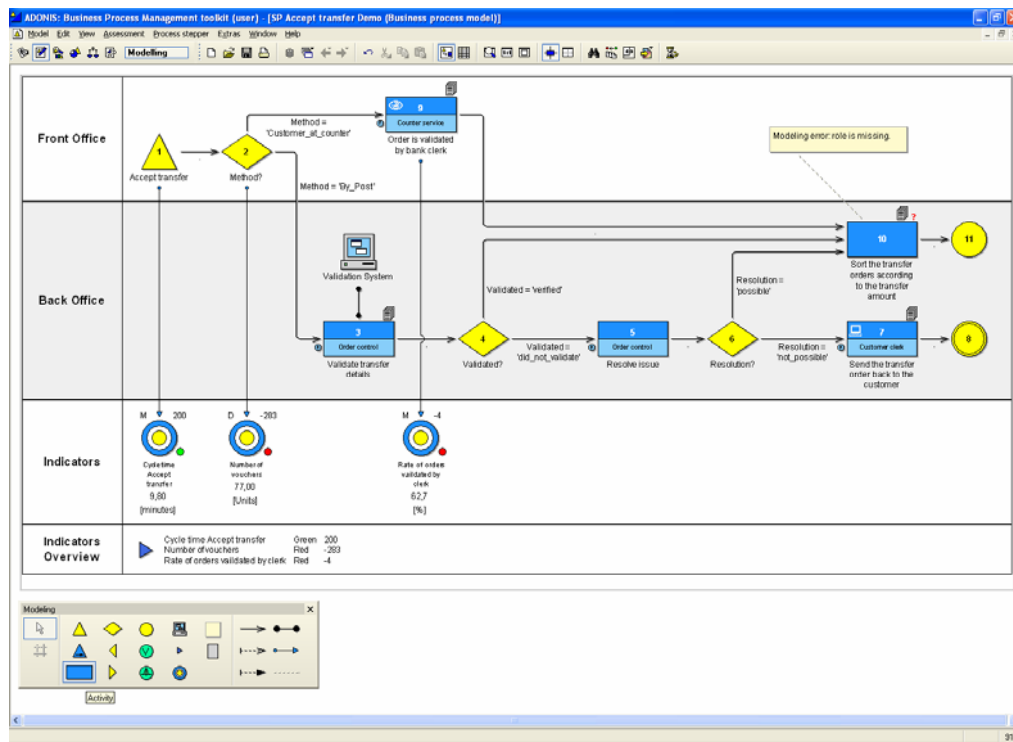 ADONIS: Business Process Management toolkit (user) - [SP Accept transfer Demo (Business process model)]
Model Edit View Assessment Process stepper Extras Window Help
Modelling
Front Office
1
Accept transfer
2
Method?
Method =
'Customer_at_counter'
Method = 'By_Post'
9
Counter service
Order is validated
by bank clerk
Modeling error: role is missing.
Back Office
Validation System
3
Order control
Validate transfer
details
4
Validated?
Validated = 'verified'
Validated =
'did_not_validate'
5
Order control
Resolve issue
6
Resolution?
Resolution =
'possible'
Resolution =
'not_possible'
?
10
Sort the transfer
orders according
to the transfer
amount
11
7
Customer clerk
Send the transfer
order back to the
customer
8
Indicators
M 200
Cycle time
Accept
transfer
9,80
[minutes]
D -283
Number of
vouchers
77,00
[Units]
M -4
Rate of orders
validated by
clerk
62,7
[%]
Indicators
Overview
Cycle time Accept transfer Green 200
Number of vouchers Red -283
Rate of orders validated by clerk Red -4
Modeling
Activity